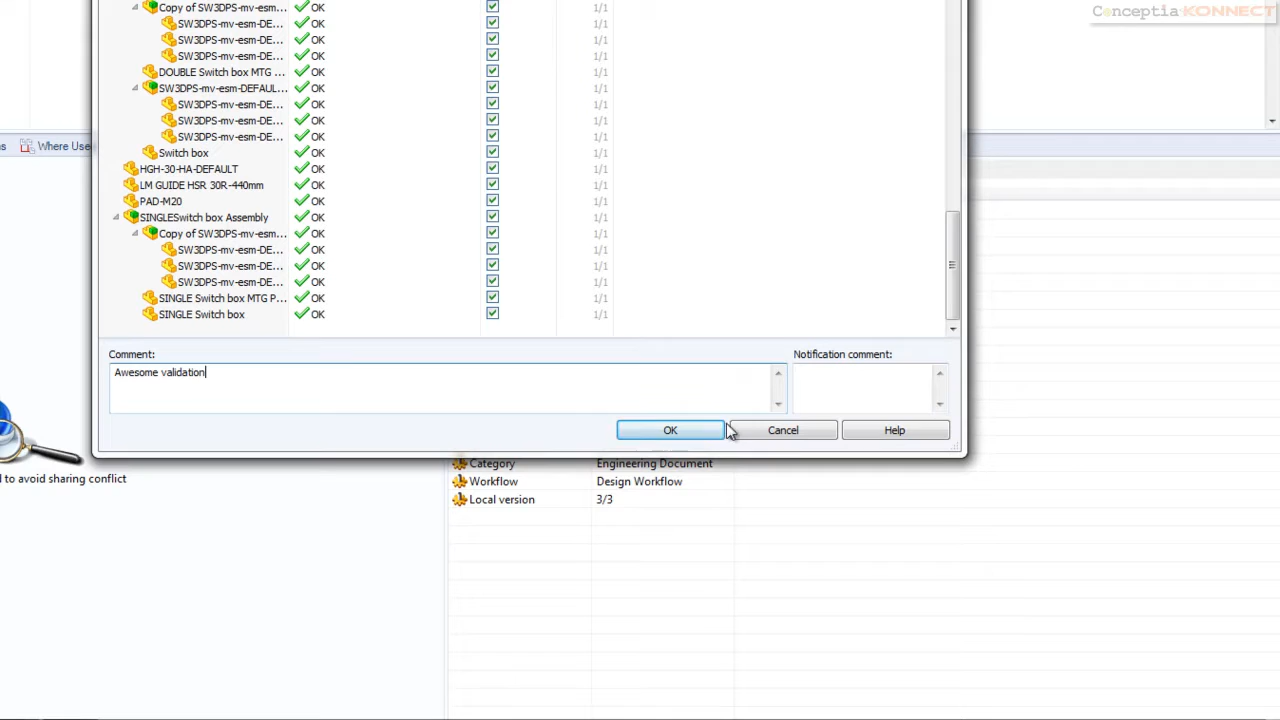 Conceptia KONNECT
Copy of SW3DPS-mv-esm... OK 1/1
SW3DPS-mv-esm-DE... OK 1/1
SW3DPS-mv-esm-DE... OK 1/1
SW3DPS-mv-esm-DE... OK 1/1
DOUBLE Switch box MTG ... OK 1/1
SW3DPS-mv-esm-DEFAUL... OK 1/1
SW3DPS-mv-esm-DE... OK 1/1
SW3DPS-mv-esm-DE... OK 1/1
SW3DPS-mv-esm-DE... OK 1/1
Switch box OK 1/1
HGH-30-HA-DEFAULT OK 1/1
LM GUIDE HSR 30R-440mm OK 1/1
PAD-M20 OK 1/1
SINGLESwitch box Assembly OK 1/1
Copy of SW3DPS-mv-esm... OK 1/1
SW3DPS-mv-esm-DE... OK 1/1
SW3DPS-mv-esm-DE... OK 1/1
SW3DPS-mv-esm-DE... OK 1/1
SINGLE Switch box MTG P... OK 1/1
SINGLE Switch box OK 1/1
Where Use
Comment:
Awesome validation
Notification comment:
OK Cancel Help
d to avoid sharing conflict
Category Engineering Document
Workflow Design Workflow
Local version 3/3